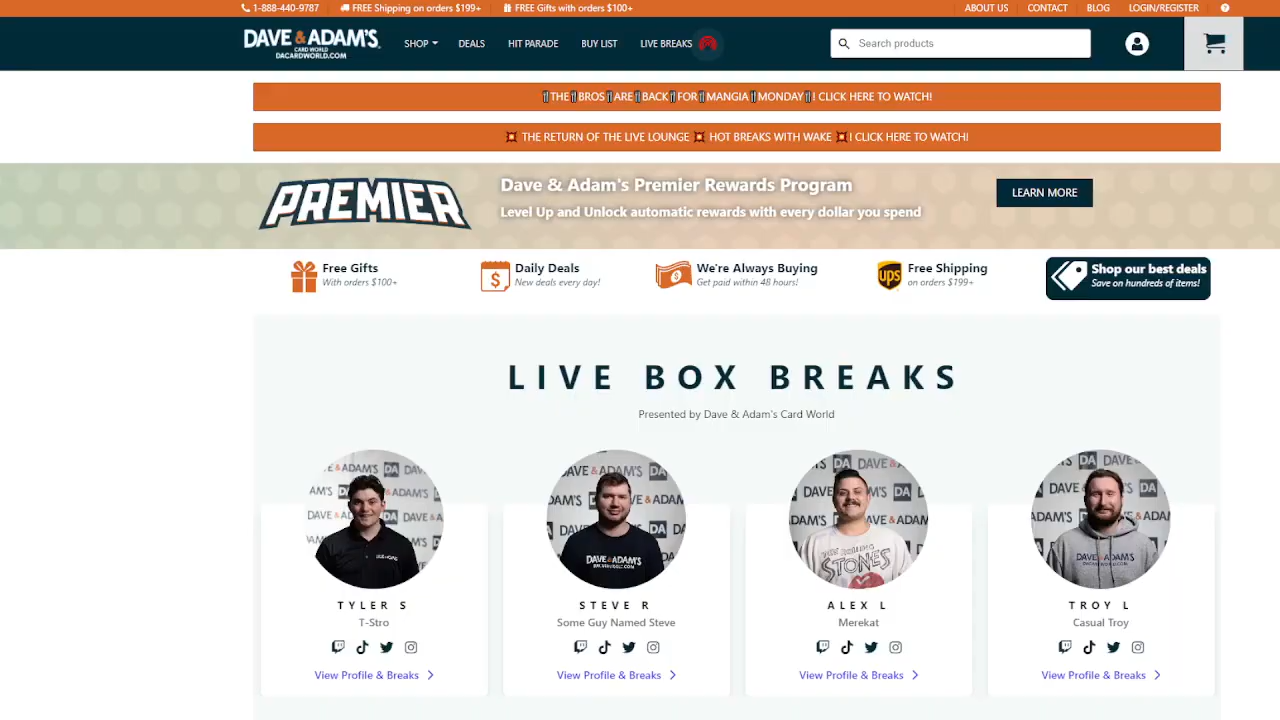 1-888-440-9787 FREE Shipping on orders $199+ FREE Gifts with orders $100+ ABOUT US CONTACT BLOG LOGIN/REGISTER
DAVE & ADAM'S
CARD WORLD
DACARDWORLD.COM
SHOP DEALS HIT PARADE BUY LIST LIVE BREAKS Search products
THE BROS ARE BACK FOR MANGIA MONDAY ! CLICK HERE TO WATCH!
THE RETURN OF THE LIVE LOUNGE HOT BREAKS WITH WAKE ! CLICK HERE TO WATCH!
PREMIER
Dave & Adam's Premier Rewards Program
Level Up and Unlock automatic rewards with every dollar you spend
LEARN MORE
Free Gifts
With orders $100+
Daily Deals
New deals every day!
We're Always Buying
Get paid within 48 hours!
ups
Free Shipping
on orders $199+
Shop our best deals
Save on hundreds of items!
LIVE BOX BREAKS
Presented by Dave & Adam's Card World
TYLER S
T-Stro
View Profile & Breaks
STEVE R
Some Guy Named Steve
View Profile & Breaks
ALEX L
Merekat
View Profile & Breaks
TROY L
Casual Troy
View Profile & Breaks